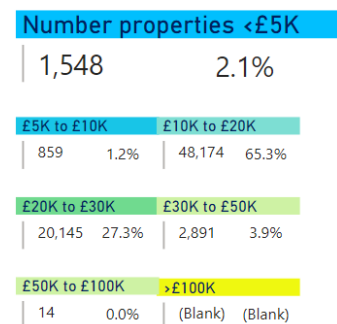 Number properties <£5K
1,548 2.1%
£5K to £10K £10K to £20K
859 1.2% 48,174 65.3%
£20K to £30K £30K to £50K
20,145 27.3% 2,891 3.9%
£50K to £100K >£100K
14 0.0% (Blank) (Blank)